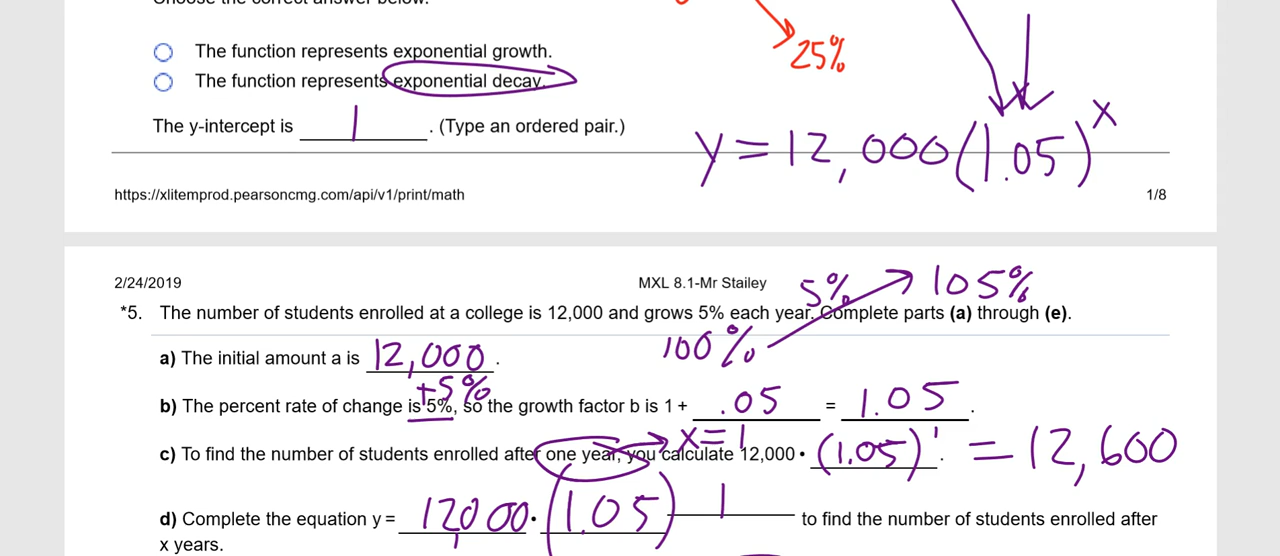 The function represents exponential growth.
The function represents exponential decay.
25%
The y-intercept is 1. (Type an ordered pair.)
y = 12,000(1.05)^x
https://xlitemprod.pearsoncmg.com/api/v1/print/math 1/8
2/24/2019 MXL 8.1-Mr Stailey
5% 105%
*5. The number of students enrolled at a college is 12,000 and grows 5% each year. Complete parts (a) through (e).
100%
a) The initial amount a is 12,000.
+5%
b) The percent rate of change is 5%, so the growth factor b is 1 + .05 = 1.05.
x=1
c) To find the number of students enrolled after one year, you calculate 12,000 • (1.05)^1. = 12,600
d) Complete the equation y = 12,000 • (1.05) 1 to find the number of students enrolled after
x years.